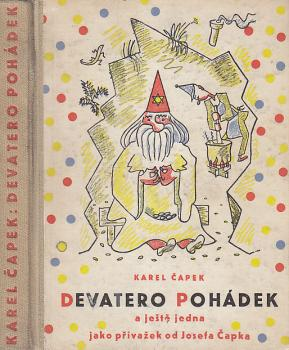 KAREL ČAPEK: DEVATERO POHÁDEK
KAREL ČAPEK
DEVATERO POHÁDEK
a ještě jedna
jako přívažek od Josefa Čapka